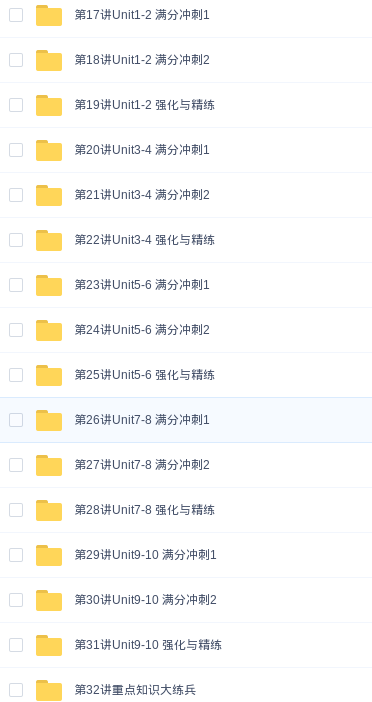 第17讲Unit1-2 满分冲刺1
第18讲Unit1-2 满分冲刺2
第19讲Unit1-2 强化与精练
第20讲Unit3-4 满分冲刺1
第21讲Unit3-4 满分冲刺2
第22讲Unit3-4 强化与精练
第23讲Unit5-6 满分冲刺1
第24讲Unit5-6 满分冲刺2
第25讲Unit5-6 强化与精练
第26讲Unit7-8 满分冲刺1
第27讲Unit7-8 满分冲刺2
第28讲Unit7-8 强化与精练
第29讲Unit9-10 满分冲刺1
第30讲Unit9-10 满分冲刺2
第31讲Unit9-10 强化与精练
第32讲重点知识大练兵